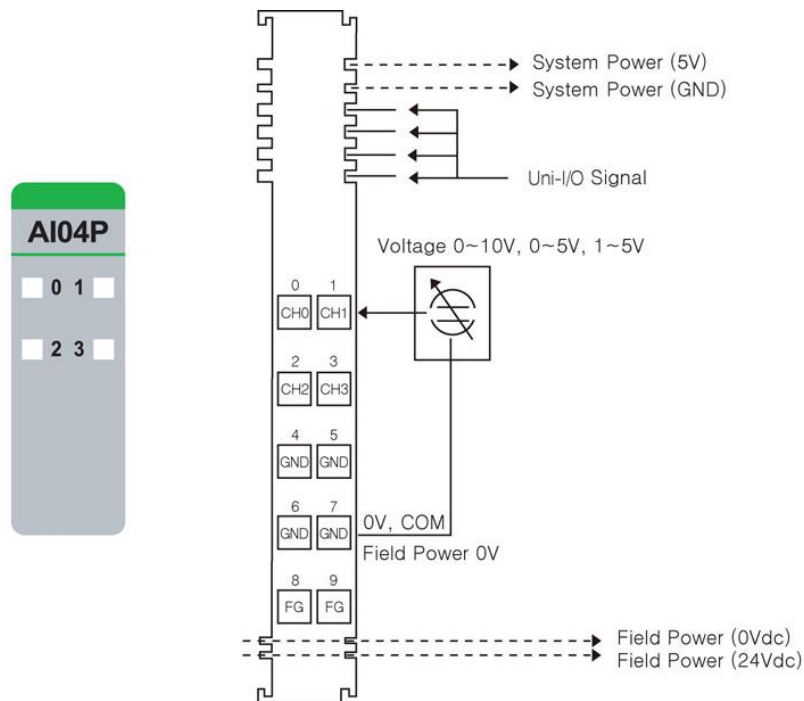 System Power (5V)
System Power (GND)
Uni-I/O Signal
AI04P
0 1
2 3
Voltage 0~10V, 0~5V, 1~5V
0 1
CH0 CH1
2 3
CH2 CH3
4 5
GND GND
6 7
GND GND
0V, COM
Field Power 0V
8 9
FG FG
Field Power (0Vdc)
Field Power (24Vdc)